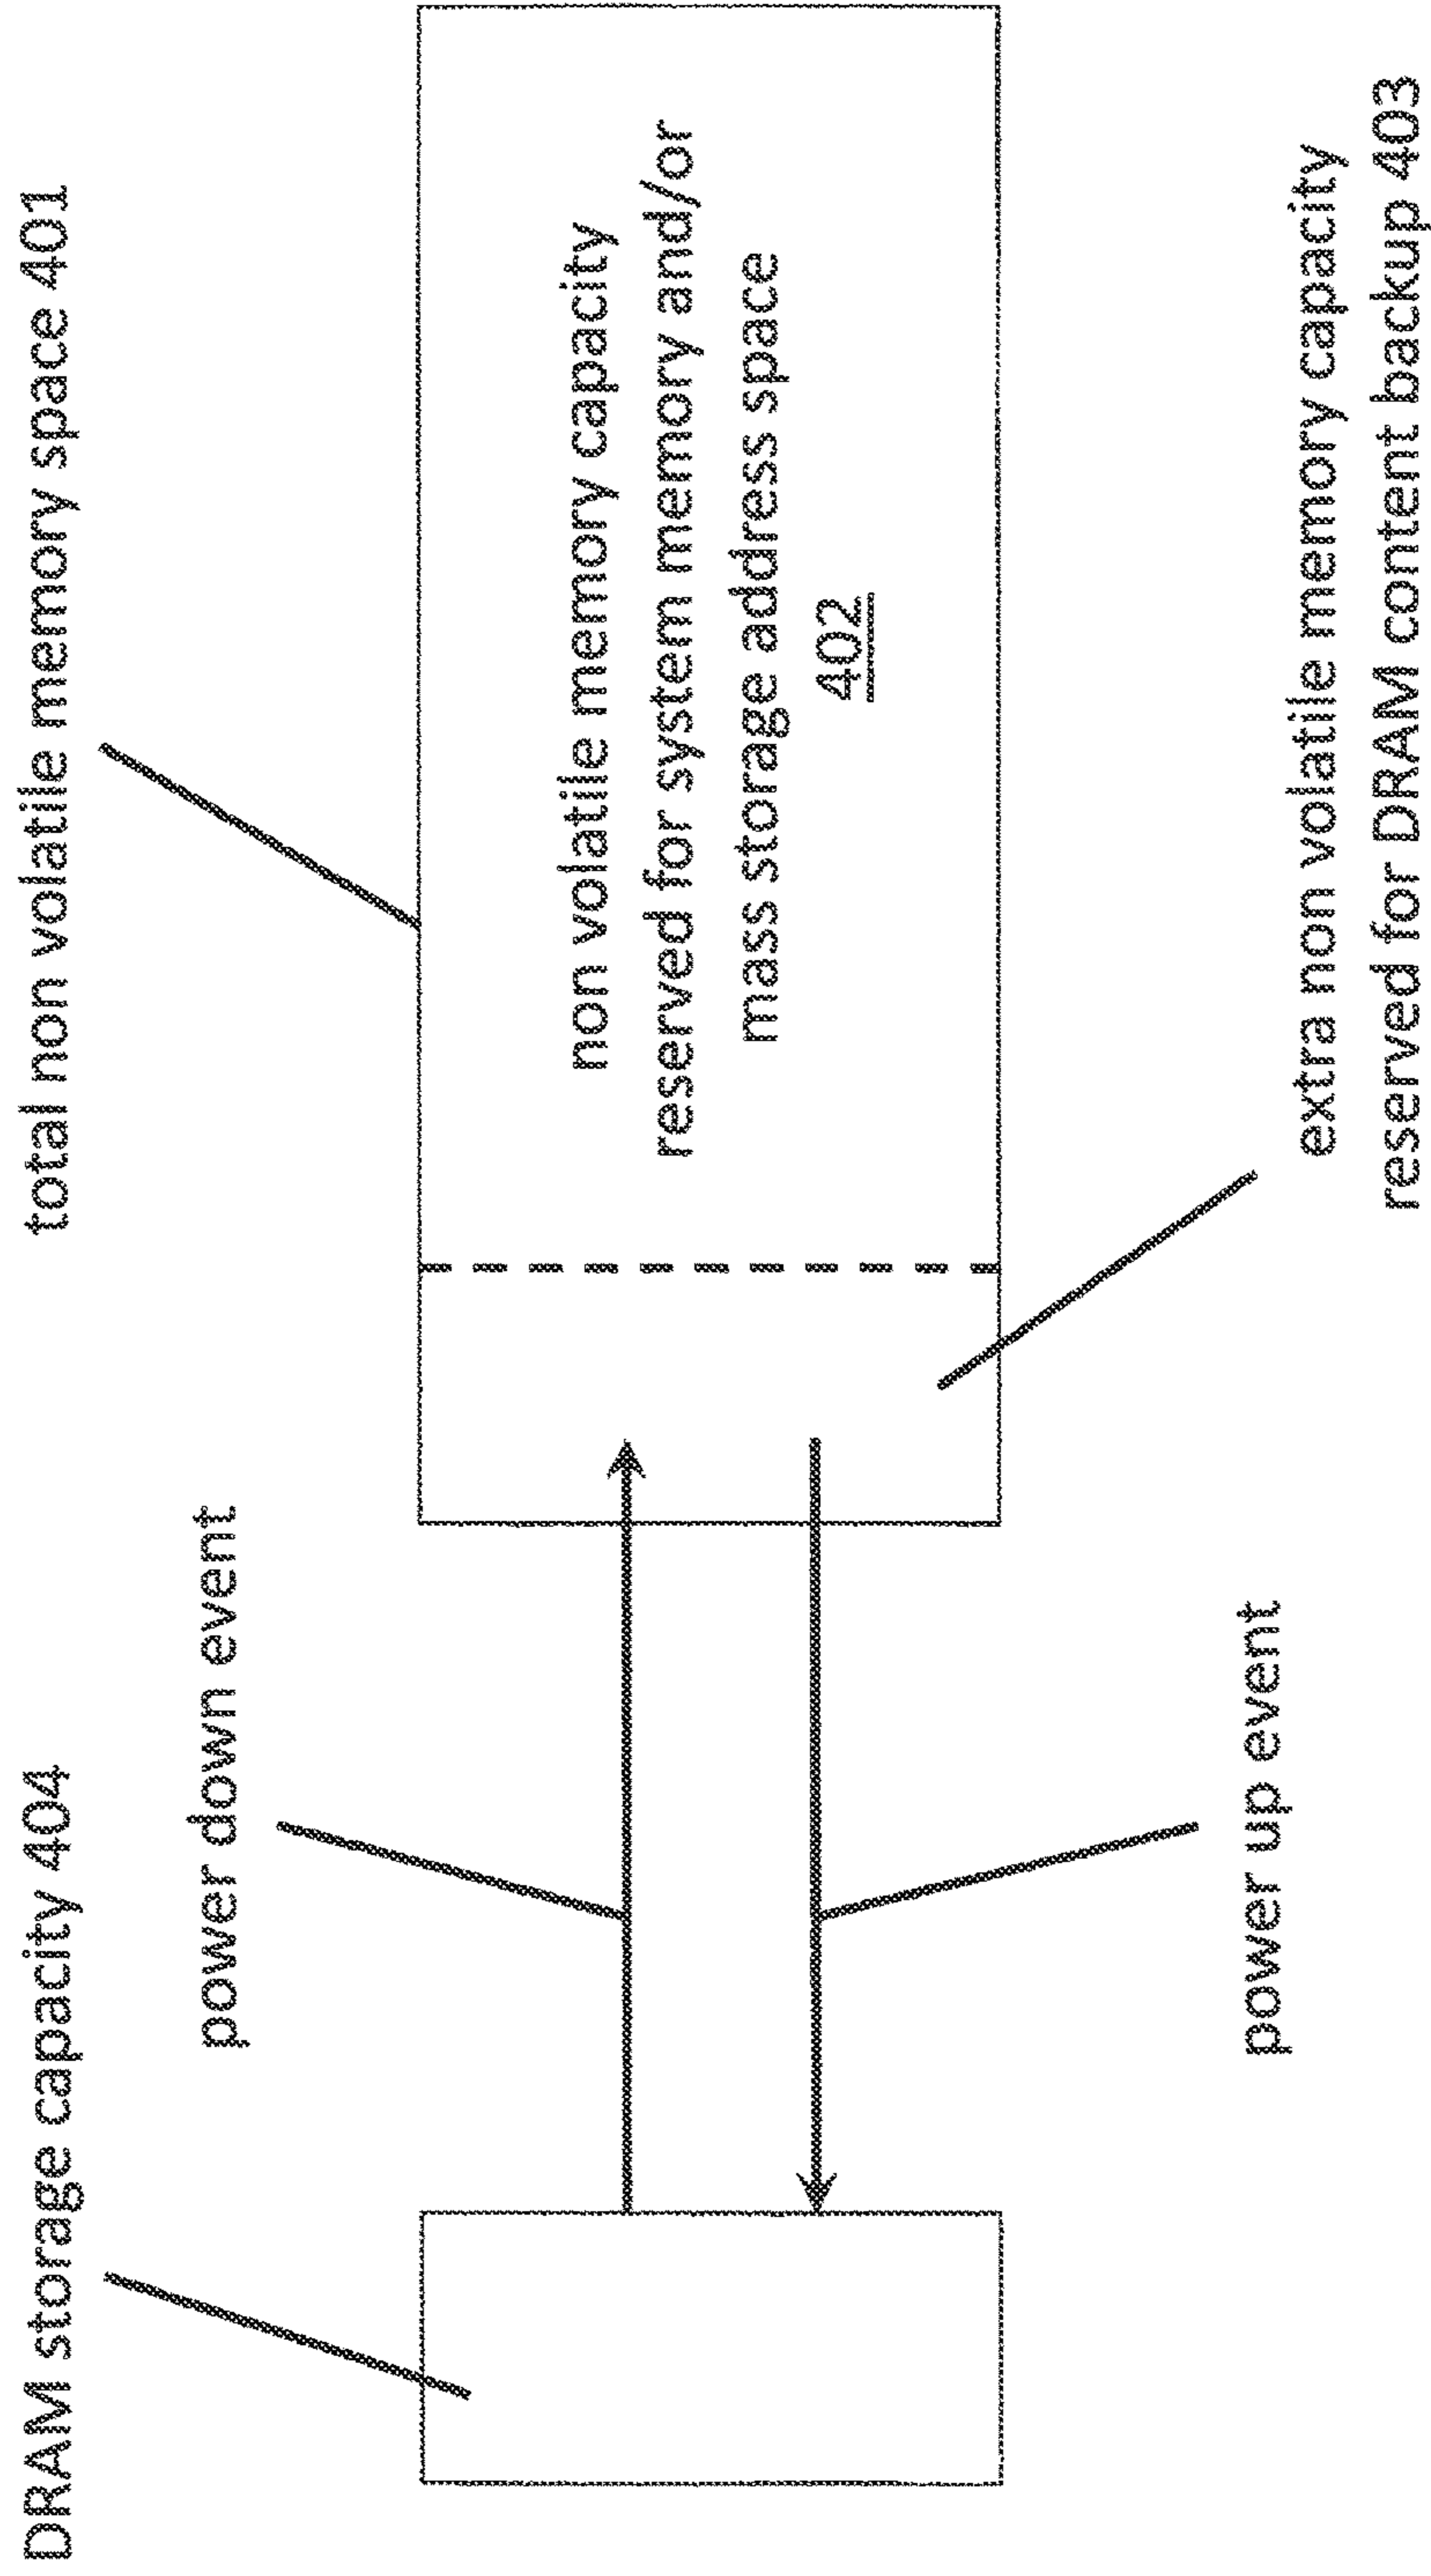 DRAM storage capacity 404
total non volatile memory space 401
power down event
non volatile memory capacity
reserved for system memory and/or
mass storage address space
402
power up event
extra non volatile memory capacity
reserved for DRAM content backup 403